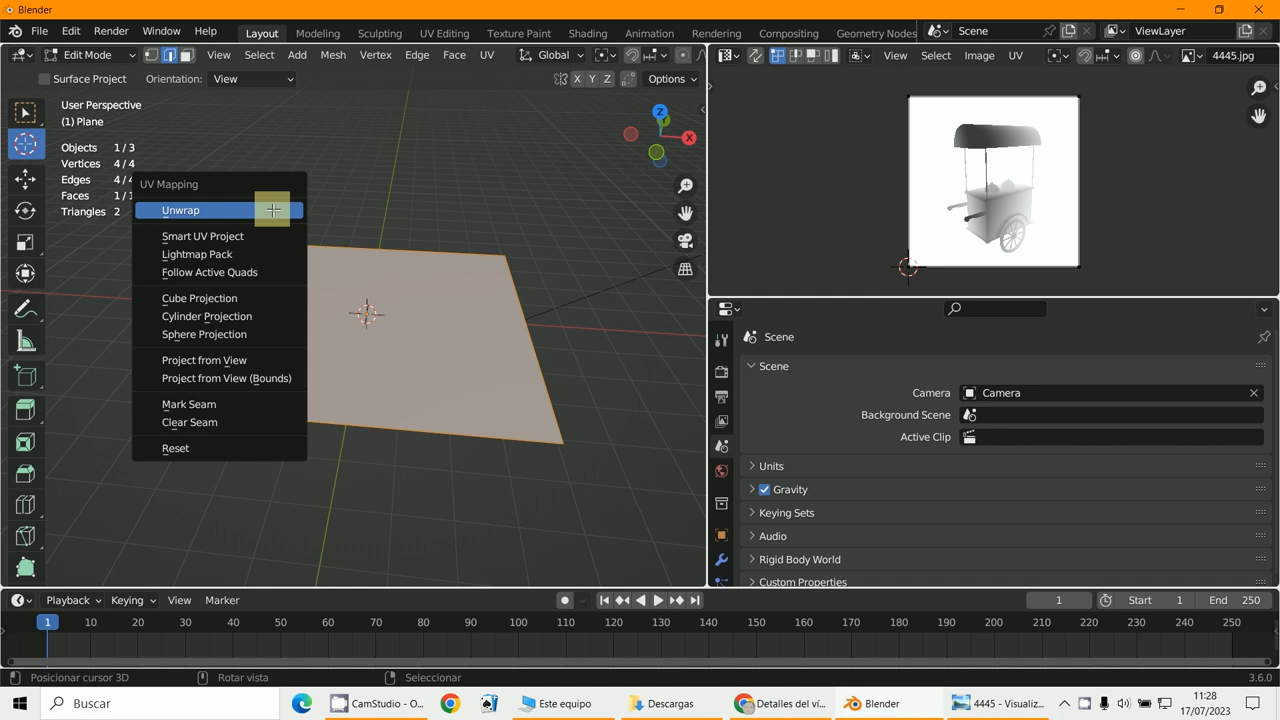 Blender
File Edit Render Window Help Layout Modeling Sculpting UV Editing Texture Paint Shading Animation Rendering Compositing Geometry Nodes Scene ViewLayer
Edit Mode View Select Add Mesh Vertex Edge Face UV Global
View Select Image UV 4445.jpg
Surface Project Orientation: View X Y Z Options
User Perspective
(1) Plane
Objects 1 / 3
Vertices 4 / 4
Edges 4 / 4
Faces 1 / 1
Triangles 2
UV Mapping
Unwrap
Smart UV Project
Lightmap Pack
Follow Active Quads
Cube Projection
Cylinder Projection
Sphere Projection
Project from View
Project from View (Bounds)
Mark Seam
Clear Seam
Reset
Z
X
Scene
Scene
Camera Camera
Background Scene
Active Clip
Units
Gravity
Keying Sets
Audio
Rigid Body World
Custom Properties
Playback Keying View Marker 1 Start 1 End 250
1 10 20 30 40 50 60 70 80 90 100 110 120 130 140 150 160 170 180 190 200 210 220 230 240 250
Posicionar cursor 3D Rotar vista Seleccionar 3.6.0
Buscar CamStudio - O... Este equipo Descargas Detalles del ví... Blender 4445 - Visualiz... 11:28
17/07/2023